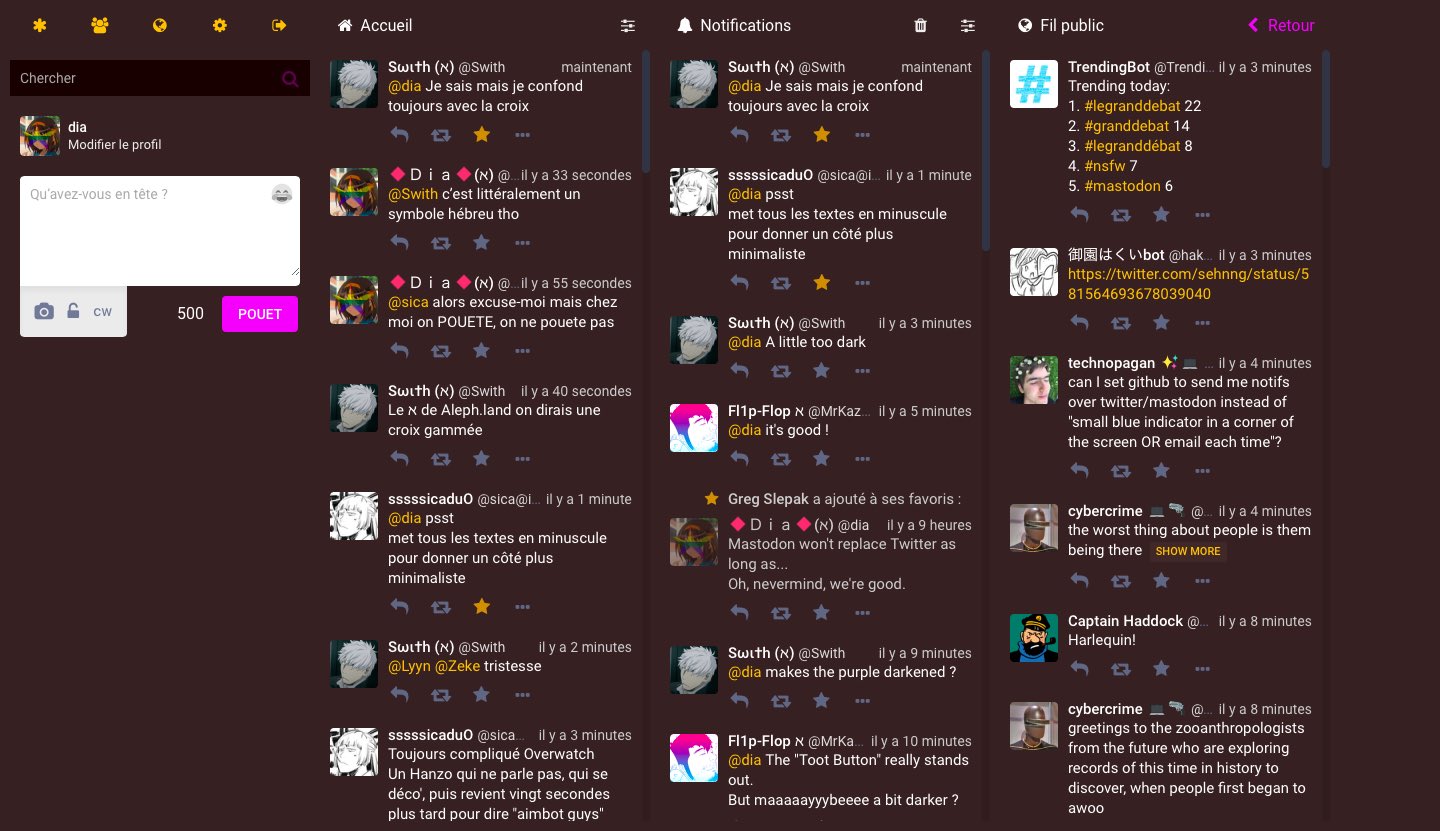 Accueil
Notifications
Fil public
Retour
Chercher
dia
Modifier le profil
Qu'avez-vous en tête ?
cw
500
POUET
Sωι†h (א) @Swith maintenant
@dia Je sais mais je confond
toujours avec la croix
Ｄｉａ (א) @... il y a 33 secondes
@Swith c'est littéralement un
symbole hébreu tho
Ｄｉａ (א) @... il y a 55 secondes
@sica alors excuse-moi mais chez
moi on POUETE, on ne pouete pas
Sωι†h (א) @Swith il y a 40 secondes
Le א de Aleph.land on dirais une
croix gammée
sssssicaduO @sica@i... il y a 1 minute
@dia psst
met tous les textes en minuscule
pour donner un côté plus
minimaliste
Sωι†h (א) @Swith il y a 2 minutes
@Lyyn @Zeke tristesse
sssssicaduO @sica... il y a 3 minutes
Toujours compliqué Overwatch
Un Hanzo qui ne parle pas, qui se
déco', puis revient vingt secondes
plus tard pour dire "aimbot guys"
Sωι†h (א) @Swith maintenant
@dia Je sais mais je confond
toujours avec la croix
sssssicaduO @sica@i... il y a 1 minute
@dia psst
met tous les textes en minuscule
pour donner un côté plus
minimaliste
Sωι†h (א) @Swith il y a 3 minutes
@dia A little too dark
Fl1p-Flop א @MrKaz... il y a 5 minutes
@dia it's good !
Greg Slepak a ajouté à ses favoris :
Ｄｉａ (א) @dia il y a 9 heures
Mastodon won't replace Twitter as
long as...
Oh, nevermind, we're good.
Sωι†h (א) @Swith il y a 9 minutes
@dia makes the purple darkened ?
Fl1p-Flop א @MrKa... il y a 10 minutes
@dia The "Toot Button" really stands
out.
But maaaaayyybeeee a bit darker ?
TrendingBot @Trendi... il y a 3 minutes
Trending today:
1. #legranddebat 22
2. #granddebat 14
3. #legranddébat 8
4. #nsfw 7
5. #mastodon 6
御園はくいbot @hak... il y a 3 minutes
https://twitter.com/sehnng/status/5
81564693678039040
technopagan ✨💻 ... il y a 4 minutes
can I set github to send me notifs
over twitter/mastodon instead of
"small blue indicator in a corner of
the screen OR email each time"?
cybercrime 💻🔫 @... il y a 4 minutes
the worst thing about people is them
being there SHOW MORE
Captain Haddock @... il y a 8 minutes
Harlequin!
cybercrime 💻🔫 @... il y a 8 minutes
greetings to the zooanthropologists
from the future who are exploring
records of this time in history to
discover, when people first began to
awoo